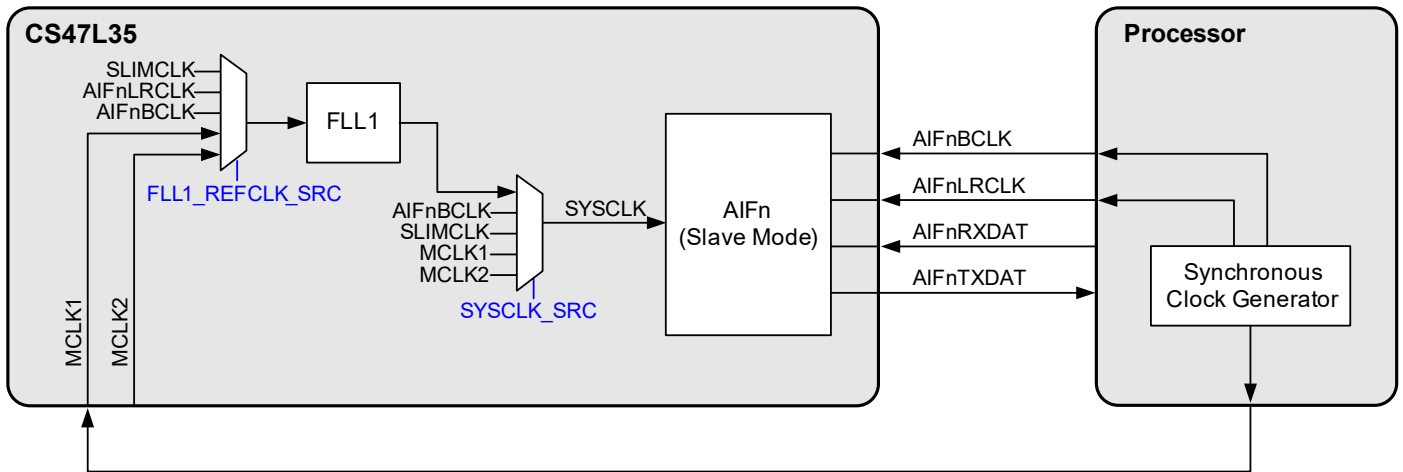 CS47L35
Processor
SLIMCLK
AIFnLRCLK
AIFnBCLK
FLL1
FLL1_REFCLK_SRC
MCLK1
MCLK2
AIFnBCLK
SLIMCLK
MCLK1
MCLK2
SYSCLK_SRC
SYSCLK
AIFn
(Slave Mode)
AIFnBCLK
AIFnLRCLK
AIFnRXDAT
AIFnTXDAT
Synchronous
Clock Generator